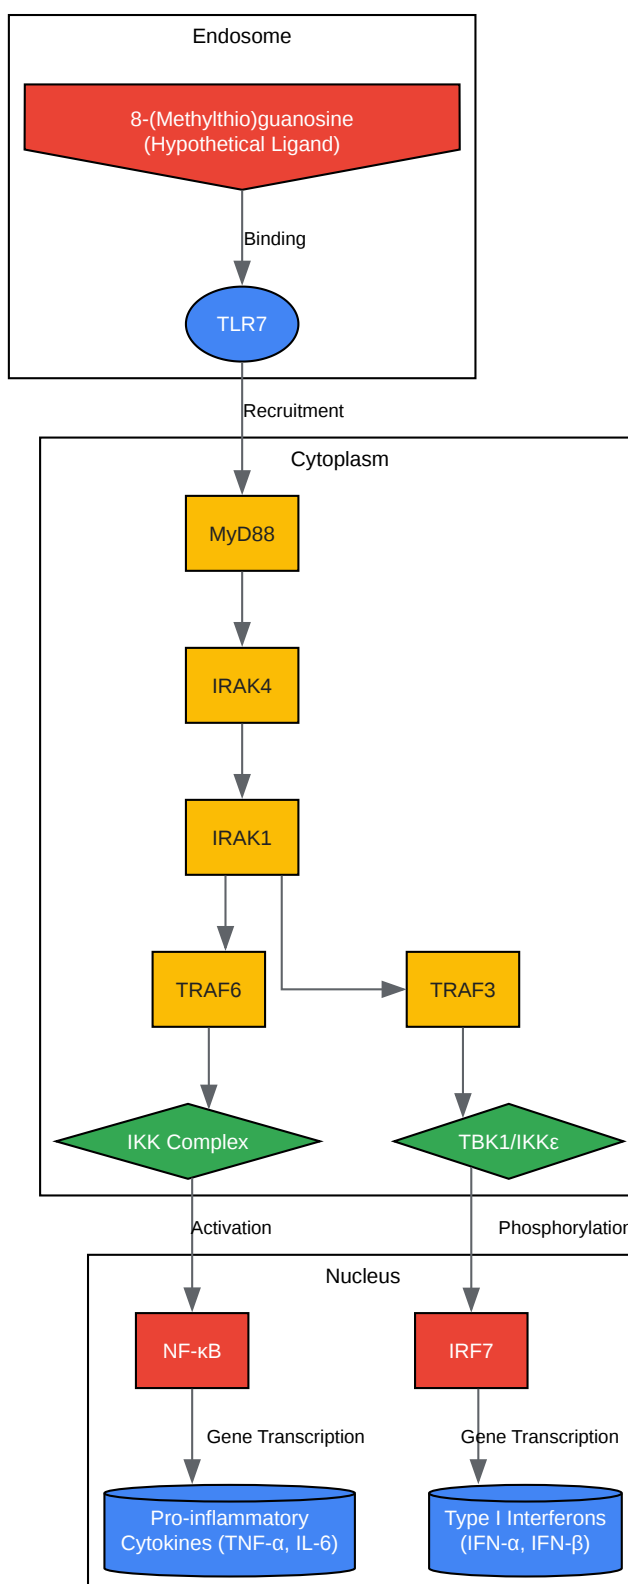 Endosome
8-(Methylthio)guanosine
(Hypothetical Ligand)
Binding
TLR7
Recruitment
Cytoplasm
MyD88
IRAK4
IRAK1
TRAF6
TRAF3
IKK Complex
TBK1/IKKε
Activation
Phosphorylation
Nucleus
NF-κB
IRF7
Gene Transcription
Gene Transcription
Pro-inflammatory
Cytokines (TNF-α, IL-6)
Type I Interferons
(IFN-α, IFN-β)